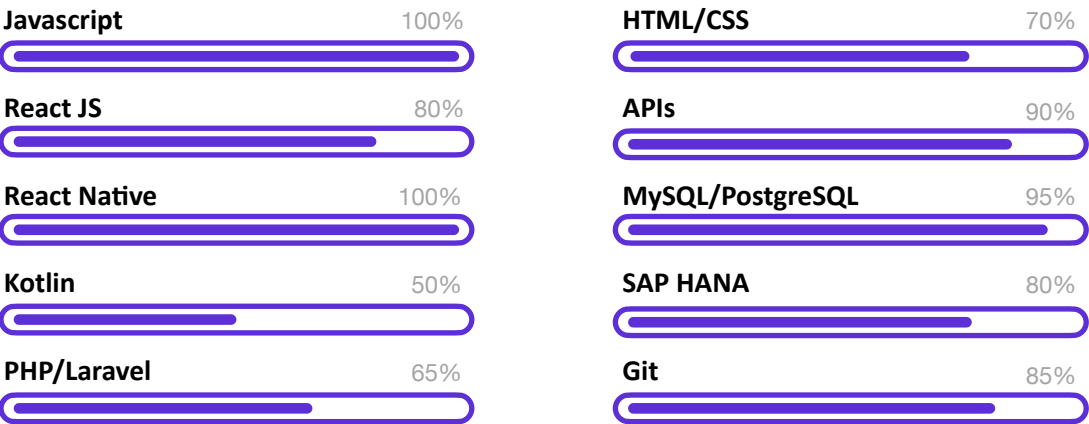 Javascript 100%
React JS 80%
React Native 100%
Kotlin 50%
PHP/Laravel 65%
HTML/CSS 70%
APIs 90%
MySQL/PostgreSQL 95%
SAP HANA 80%
Git 85%